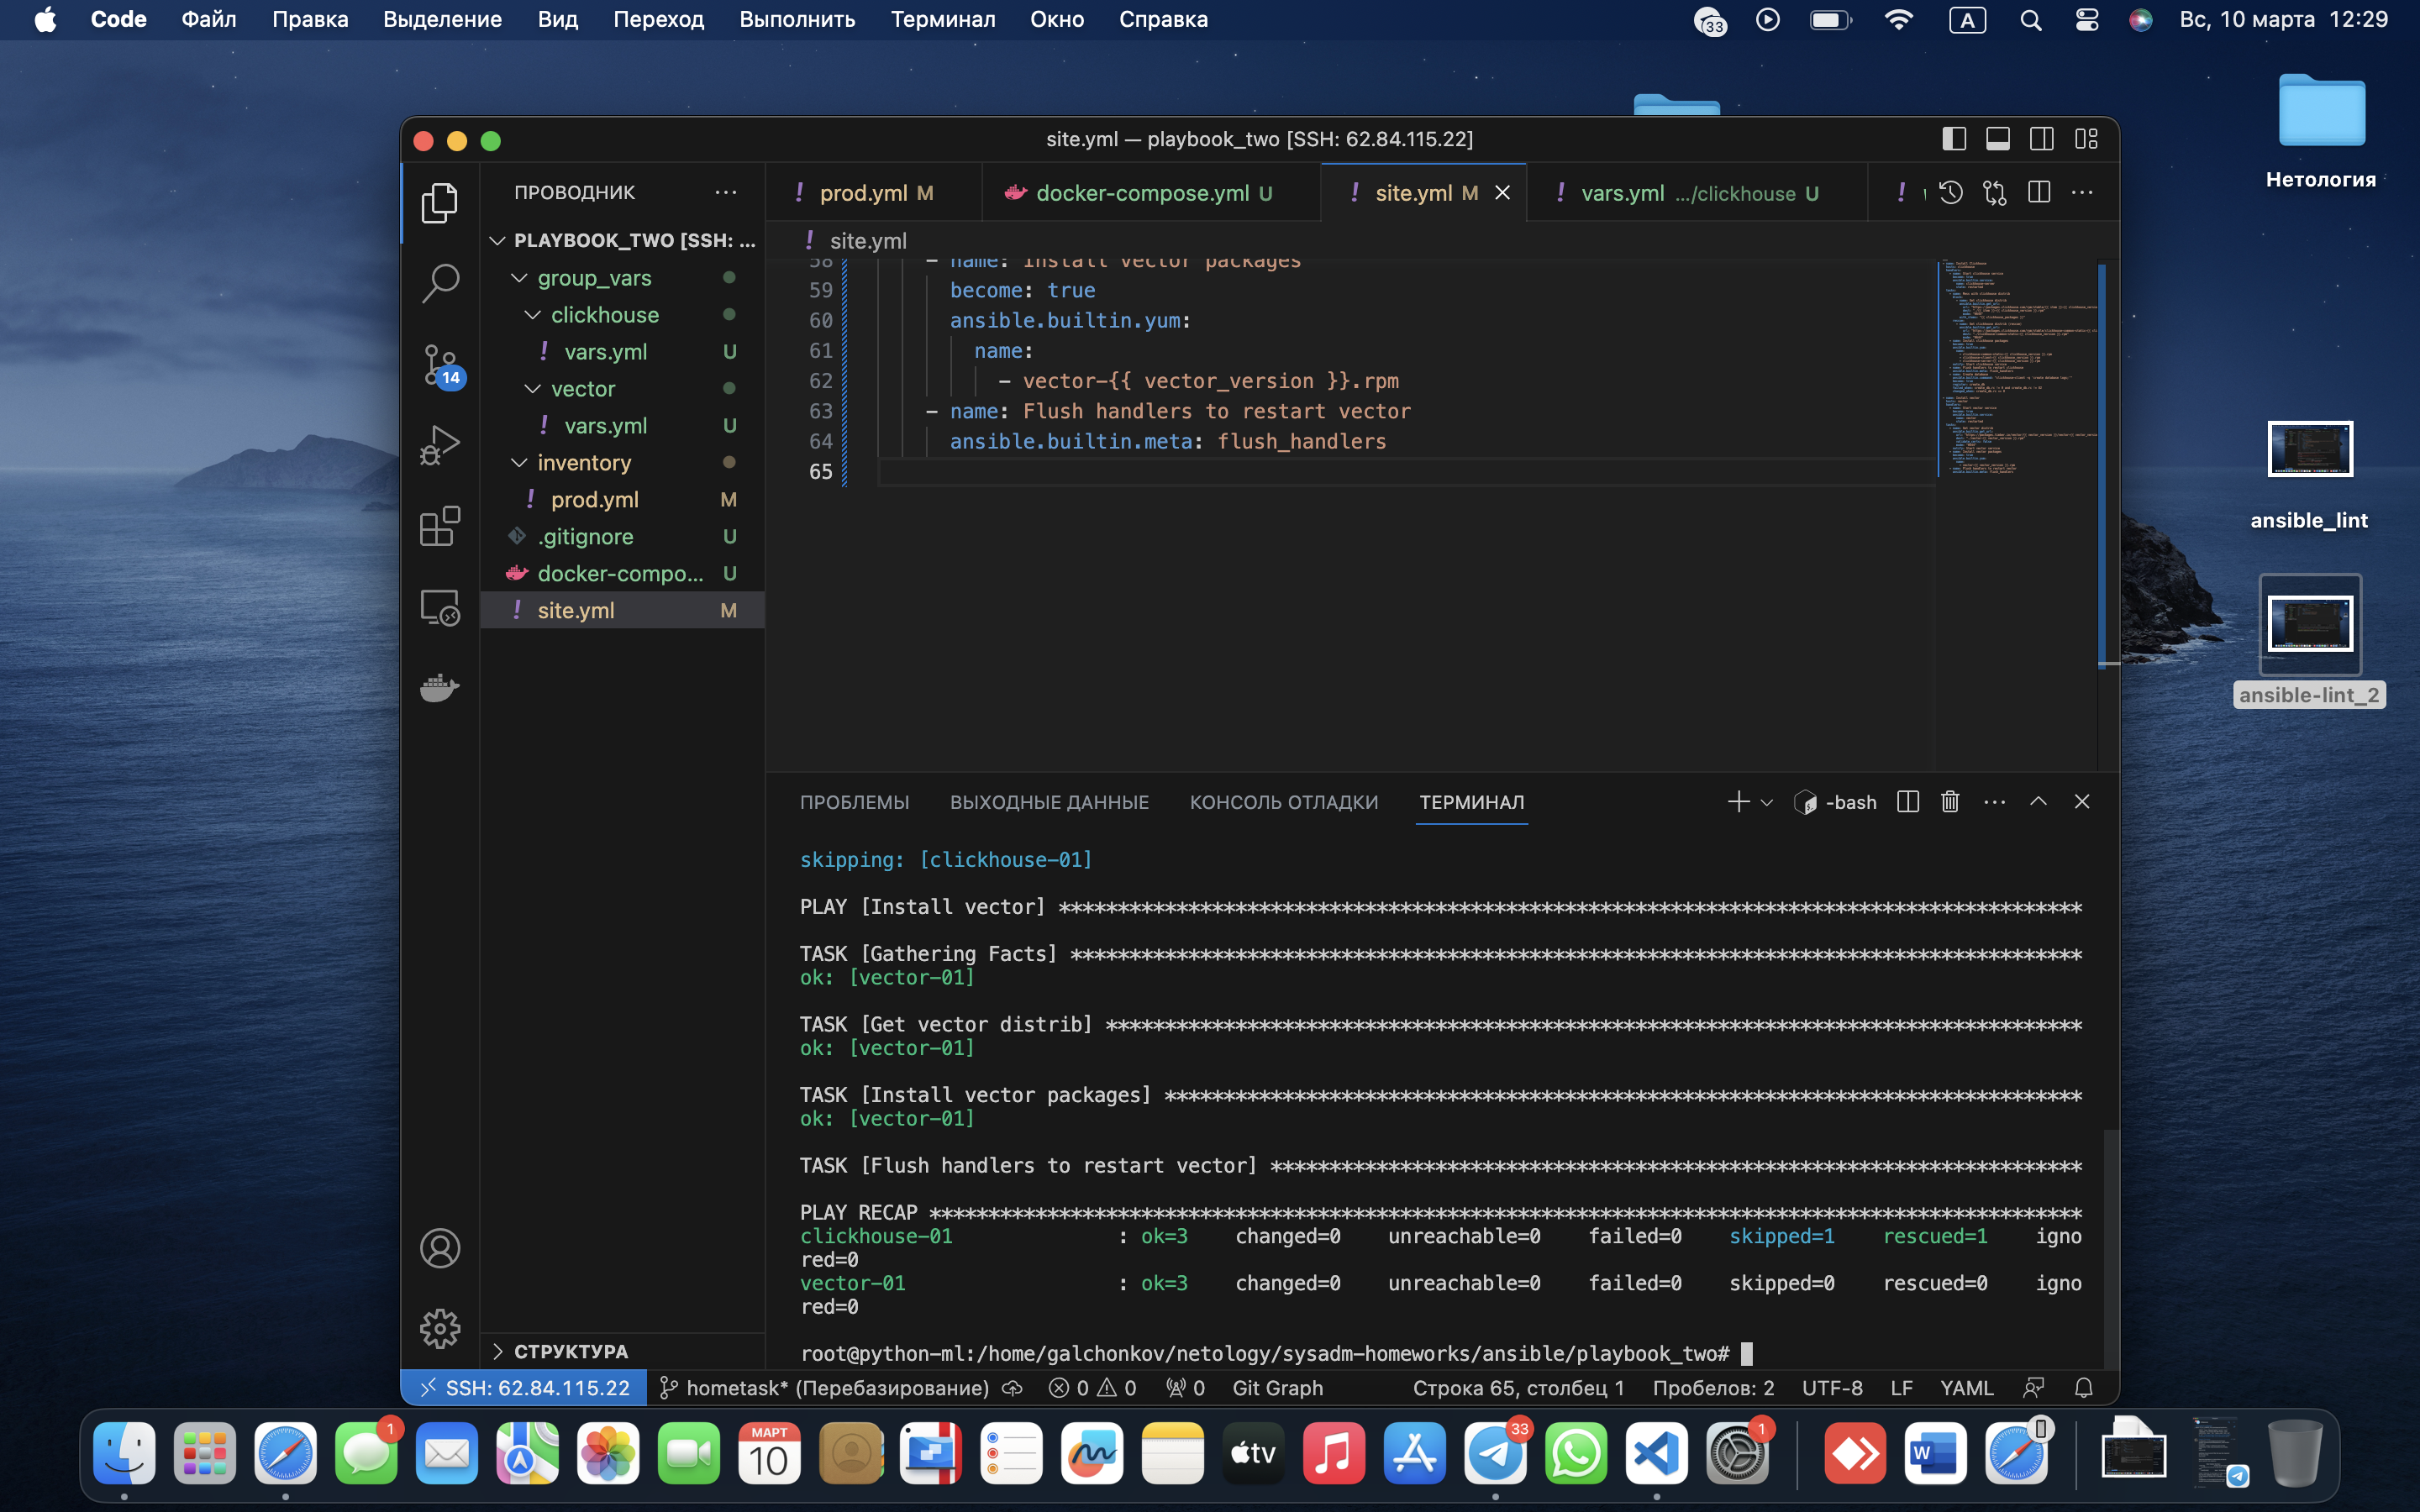 Code Файл Правка Выделение Вид Переход Выполнить Терминал Окно Справка
33 A Вс, 10 марта 12:29
Нетология
ansible_lint
ansible-lint_2
site.yml — playbook_two [SSH: 62.84.115.22]
ПРОВОДНИК
PLAYBOOK_TWO [SSH: ...
group_vars
clickhouse
! vars.yml U
vector
! vars.yml U
inventory
! prod.yml M
.gitignore U
docker-compo... U
! site.yml M
14
СТРУКТУРА
! prod.yml M
docker-compose.yml U
! site.yml M
! vars.yml .../clickhouse U
!
! site.yml
58 - name: Install vector packages
59 become: true
60 ansible.builtin.yum:
61 name:
62 - vector-{{ vector_version }}.rpm
63 - name: Flush handlers to restart vector
64 ansible.builtin.meta: flush_handlers
65
ПРОБЛЕМЫ ВЫХОДНЫЕ ДАННЫЕ КОНСОЛЬ ОТЛАДКИ ТЕРМИНАЛ -bash
skipping: [clickhouse-01]
PLAY [Install vector] ***************************************************************************************
TASK [Gathering Facts] **************************************************************************************
ok: [vector-01]
TASK [Get vector distrib] ***********************************************************************************
ok: [vector-01]
TASK [Install vector packages] ******************************************************************************
ok: [vector-01]
TASK [Flush handlers to restart vector] *********************************************************************
PLAY RECAP **************************************************************************************************
clickhouse-01 : ok=3 changed=0 unreachable=0 failed=0 skipped=1 rescued=1 igno
red=0
vector-01 : ok=3 changed=0 unreachable=0 failed=0 skipped=0 rescued=0 igno
red=0
root@python-ml:/home/galchonkov/netology/sysadm-homeworks/ansible/playbook_two#
SSH: 62.84.115.22 hometask* (Перебазирование) 0 0 0 Git Graph Строка 65, столбец 1 Пробелов: 2 UTF-8 LF YAML
1
МАРТ
10
tv
33
1
W